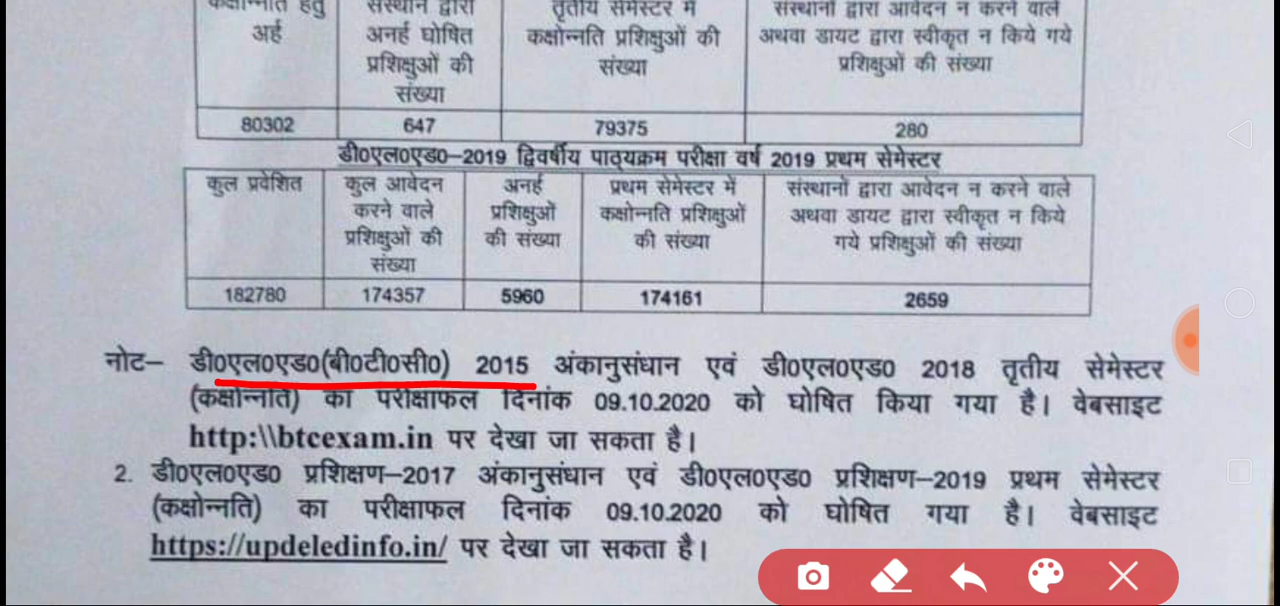 कक्षोन्नति हेतु
अर्ह
संस्थान द्वारा
अनर्ह घोषित
प्रशिक्षुओं की
संख्या
तृतीय सेमेस्टर में
कक्षोन्नति प्रशिक्षुओं की
संख्या
संस्थानों द्वारा आवेदन न करने वाले
अथवा डायट द्वारा स्वीकृत न किये गये
प्रशिक्षुओं की संख्या
80302
647
79375
280
डी0एल0एड0–2019 द्विवर्षीय पाठ्यक्रम परीक्षा वर्ष 2019 प्रथम सेमेस्टर
कुल प्रवेशित
कुल आवेदन
करने वाले
प्रशिक्षुओं की
संख्या
अनर्ह
प्रशिक्षुओं
की संख्या
प्रथम सेमेस्टर में
कक्षोन्नति प्रशिक्षुओं
की संख्या
संस्थानों द्वारा आवेदन न करने वाले
अथवा डायट द्वारा स्वीकृत न किये
गये प्रशिक्षुओं की संख्या
182780
174357
5960
174161
2659
नोट– डी0एल0एड0(बी0टी0सी0) 2015 अंकानुसंधान एवं डी0एल0एड0 2018 तृतीय सेमेस्टर
(कक्षोन्नति) का परीक्षाफल दिनांक 09.10.2020 को घोषित किया गया है। वेबसाइट
http:\\btcexam.in पर देखा जा सकता है।
2. डी0एल0एड0 प्रशिक्षण–2017 अंकानुसंधान एवं डी0एल0एड0 प्रशिक्षण–2019 प्रथम सेमेस्टर
(कक्षोन्नति) का परीक्षाफल दिनांक 09.10.2020 को घोषित गया है। वेबसाइट
https://updeledinfo.in/ पर देखा जा सकता है।